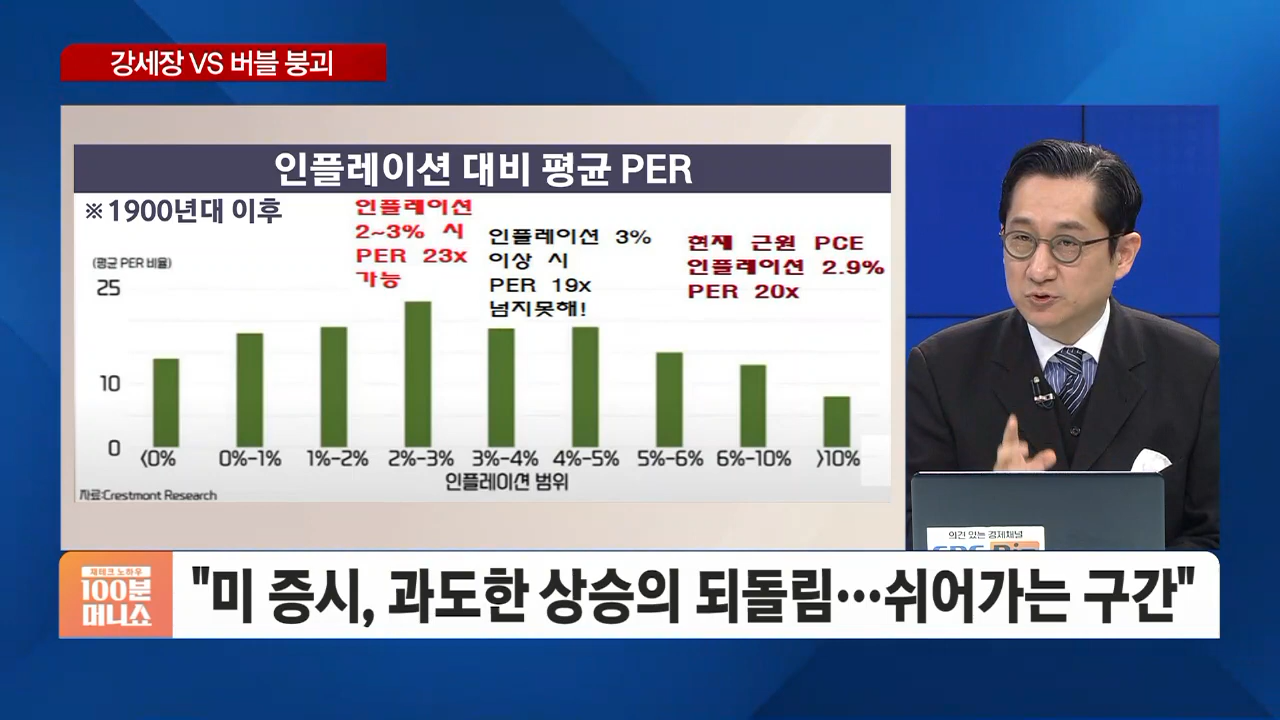 강세장 VS 버블 붕괴
인플레이션 대비 평균 PER
※ 1900년대 이후
인플레이션
2~3% 시
PER 23x
가능
인플레이션 3%
이상 시
PER 19x
넘지못해!
현재 근원 PCE
인플레이션 2.9%
PER 20x
(평균 PER 비율)
25
10
0
<0% 0%-1% 1%-2% 2%-3% 3%-4% 4%-5% 5%-6% 6%-10% >10%
인플레이션 범위
자료:Crestmont Research
의긴 있는 경제채널
SBS Biz
재테크 노하우
100분
머니쇼
"미 증시, 과도한 상승의 되돌림…쉬어가는 구간"